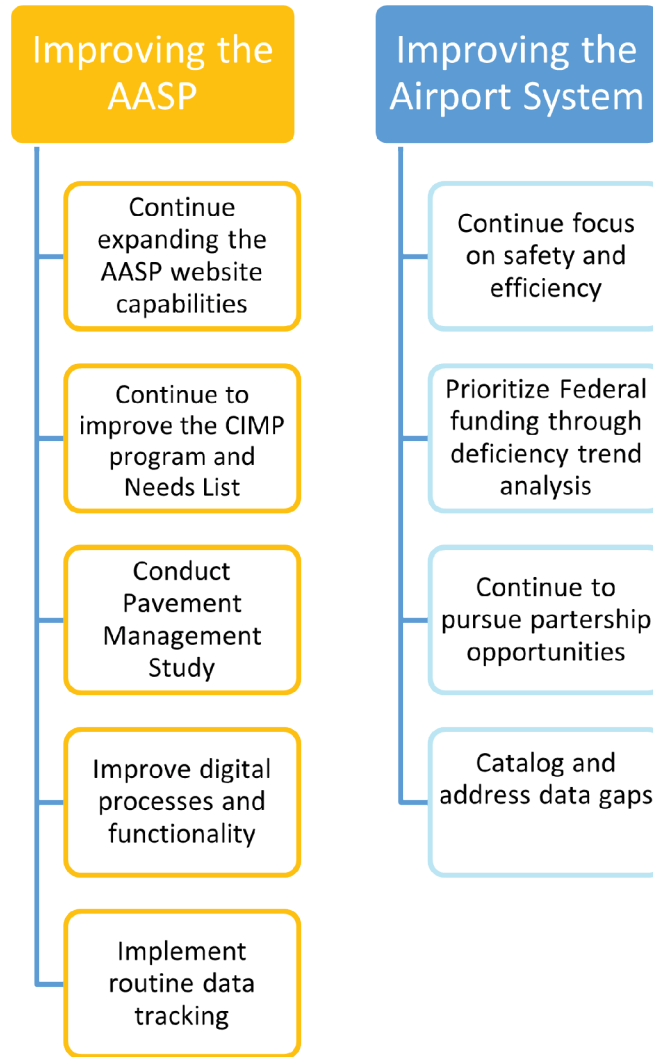 Improving the
AASP
Continue
expanding the
AASP website
capabilities
Continue to
improve the CIMP
program and
Needs List
Conduct
Pavement
Management
Study
Improve digital
processes and
functionality
Implement
routine data
tracking
Improving the
Airport System
Continue focus
on safety and
efficiency
Prioritize Federal
funding through
deficiency trend
analysis
Continue to
pursue partership
opportunities
Catalog and
address data gaps